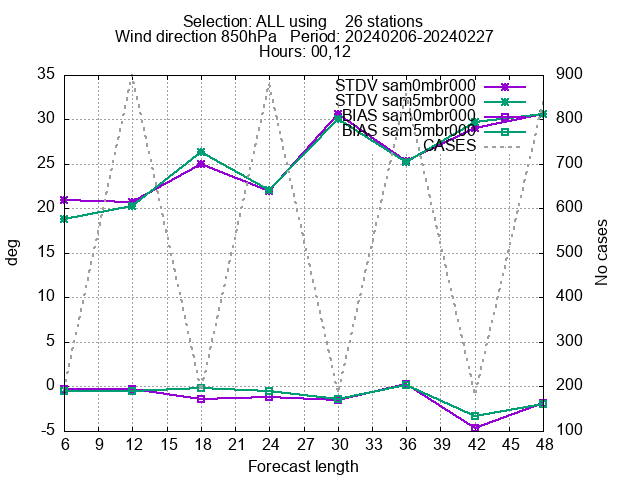 Selection: ALL using    26 stations
Wind direction 850hPa   Period: 20240206-20240227
Hours: 00,12
STDV sam0mbr000
STDV sam5mbr000
BIAS sam0mbr000
BIAS sam5mbr000
CASES
35
30
25
20
15
10
5
0
-5
900
800
700
600
500
400
300
200
100
deg
No cases
6 9 12 15 18 21 24 27 30 33 36 39 42 45 48
Forecast length